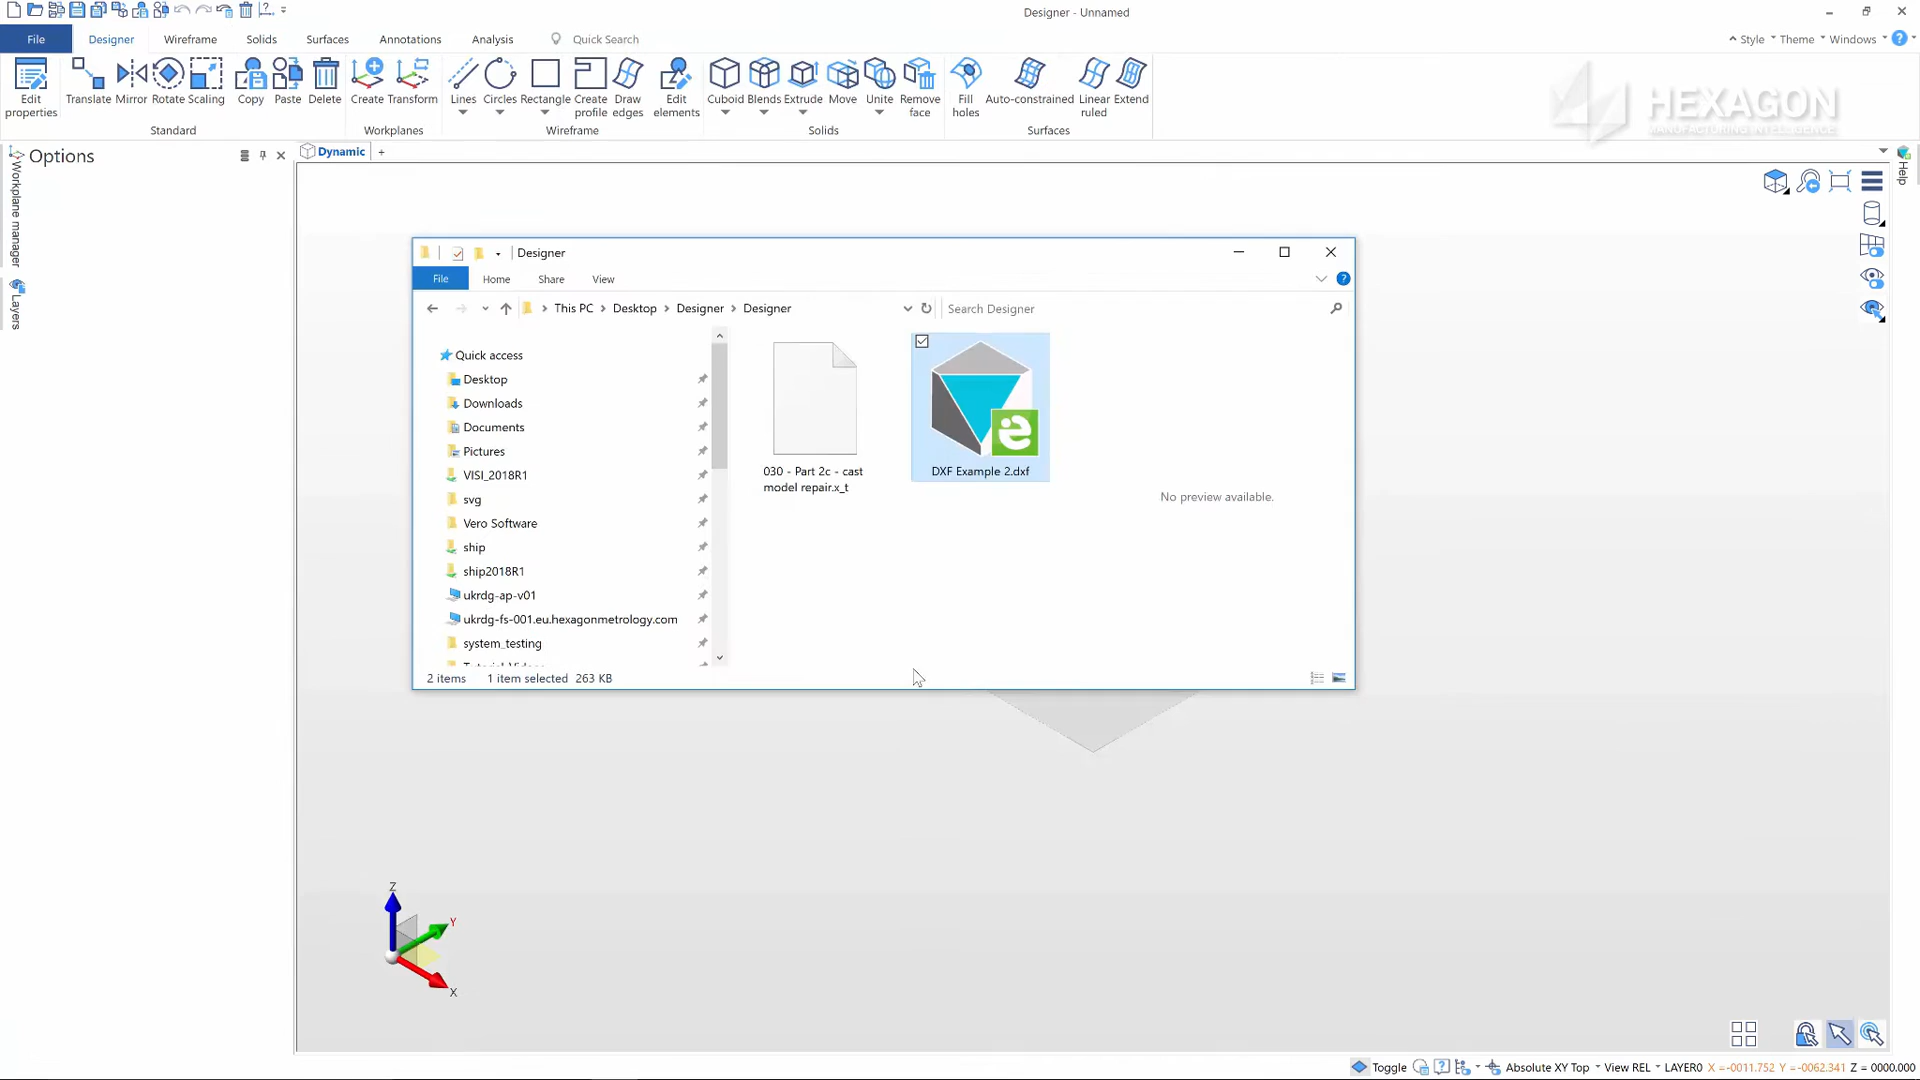 Designer - Unnamed
File Designer Wireframe Solids Surfaces Annotations Analysis Quick Search Style Theme Windows
Edit properties Translate Mirror Rotate Scaling Copy Paste Delete Create Transform Lines Circles Rectangle Create profile Draw edges Edit elements Cuboid Blends Extrude Move Unite Remove face Fill holes Auto-constrained Linear ruled Extend
Standard Workplanes Wireframe Solids Surfaces
HEXAGON
MANUFACTURING INTELLIGENCE
Options
Dynamic +
Workplane manager
Layers
Help
Designer
File Home Share View
This PC Desktop Designer Designer
Search Designer
Quick access
Desktop
Downloads
Documents
Pictures
VISI_2018R1
svg
Vero Software
ship
ship2018R1
ukrdg-ap-v01
ukrdg-fs-001.eu.hexagonmetrology.com
system_testing
030 - Part 2c - cast
model repair.x_t
DXF Example 2.dxf
No preview available.
2 items 1 item selected 263 KB
Z
Y
X
Toggle Absolute XY Top View REL LAYER0 X =-0011.752 Y =-0062.341 Z = 0000.000